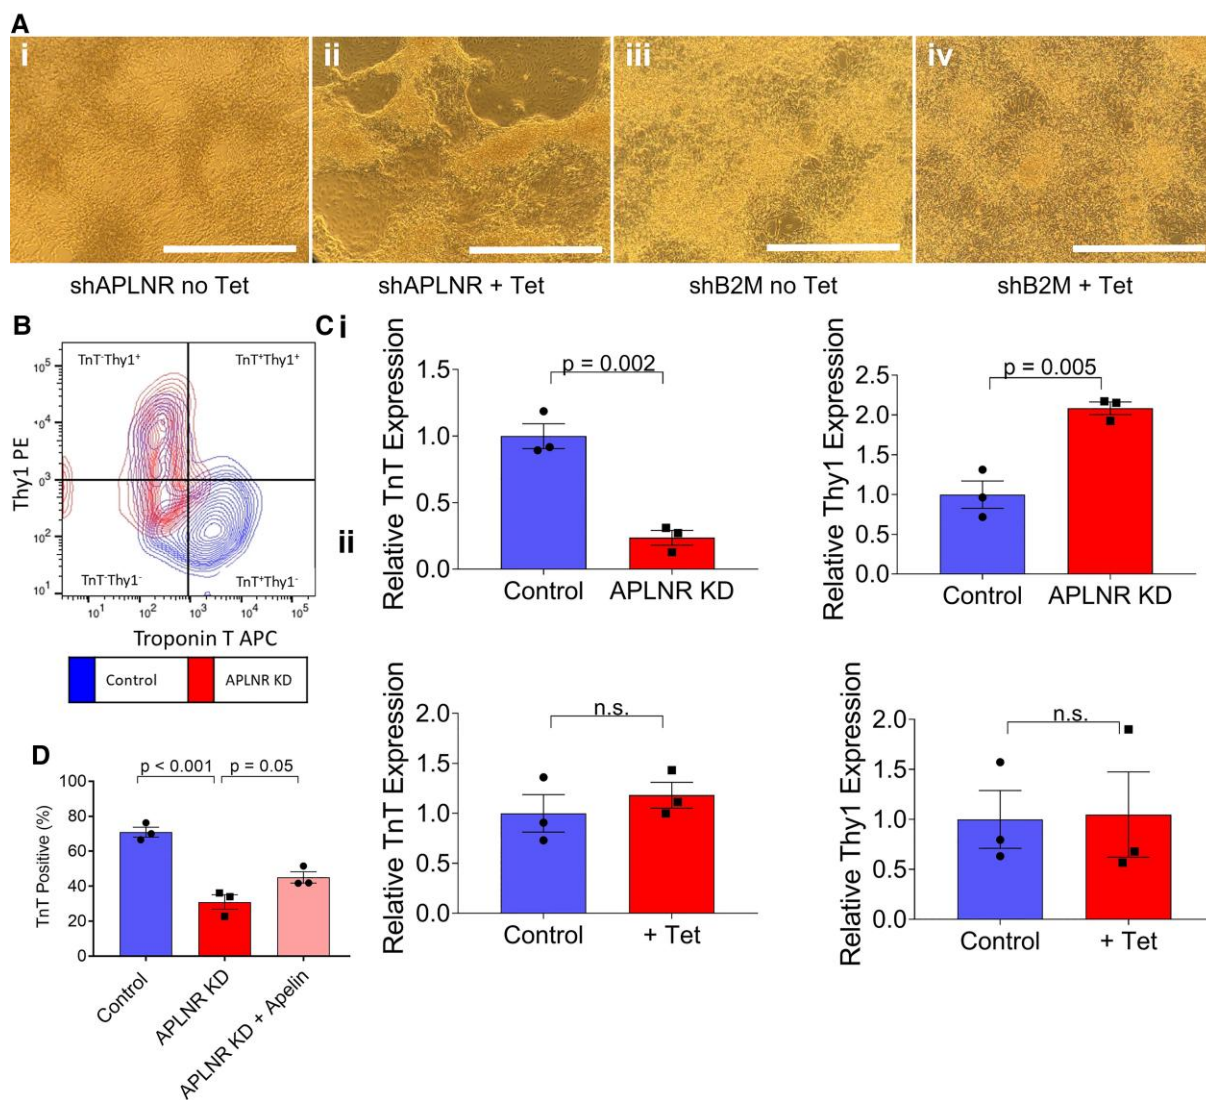 A
i
ii
iii
iv
shAPLNR no Tet
shAPLNR + Tet
shB2M no Tet
shB2M + Tet
B
TnT-Thy1+
TnT+Thy1+
TnT-Thy1-
TnT+Thy1-
Thy1 PE
10⁵
10⁴
10³
10²
10¹
10¹
10²
10³
10⁴
10⁵
Troponin T APC
Control
APLNR KD
C
i
Relative TnT Expression
1.5
1.0
0.5
0.0
p = 0.002
Control
APLNR KD
Relative Thy1 Expression
2.5
2.0
1.5
1.0
0.5
0.0
p = 0.005
Control
APLNR KD
ii
Relative TnT Expression
2.0
1.5
1.0
0.5
0.0
n.s.
Control
+ Tet
Relative Thy1 Expression
2.0
1.5
1.0
0.5
0.0
n.s.
Control
+ Tet
D
p < 0.001
p = 0.05
TnT Positive (%)
100
80
60
40
20
0
Control
APLNR KD
APLNR KD + Apelin